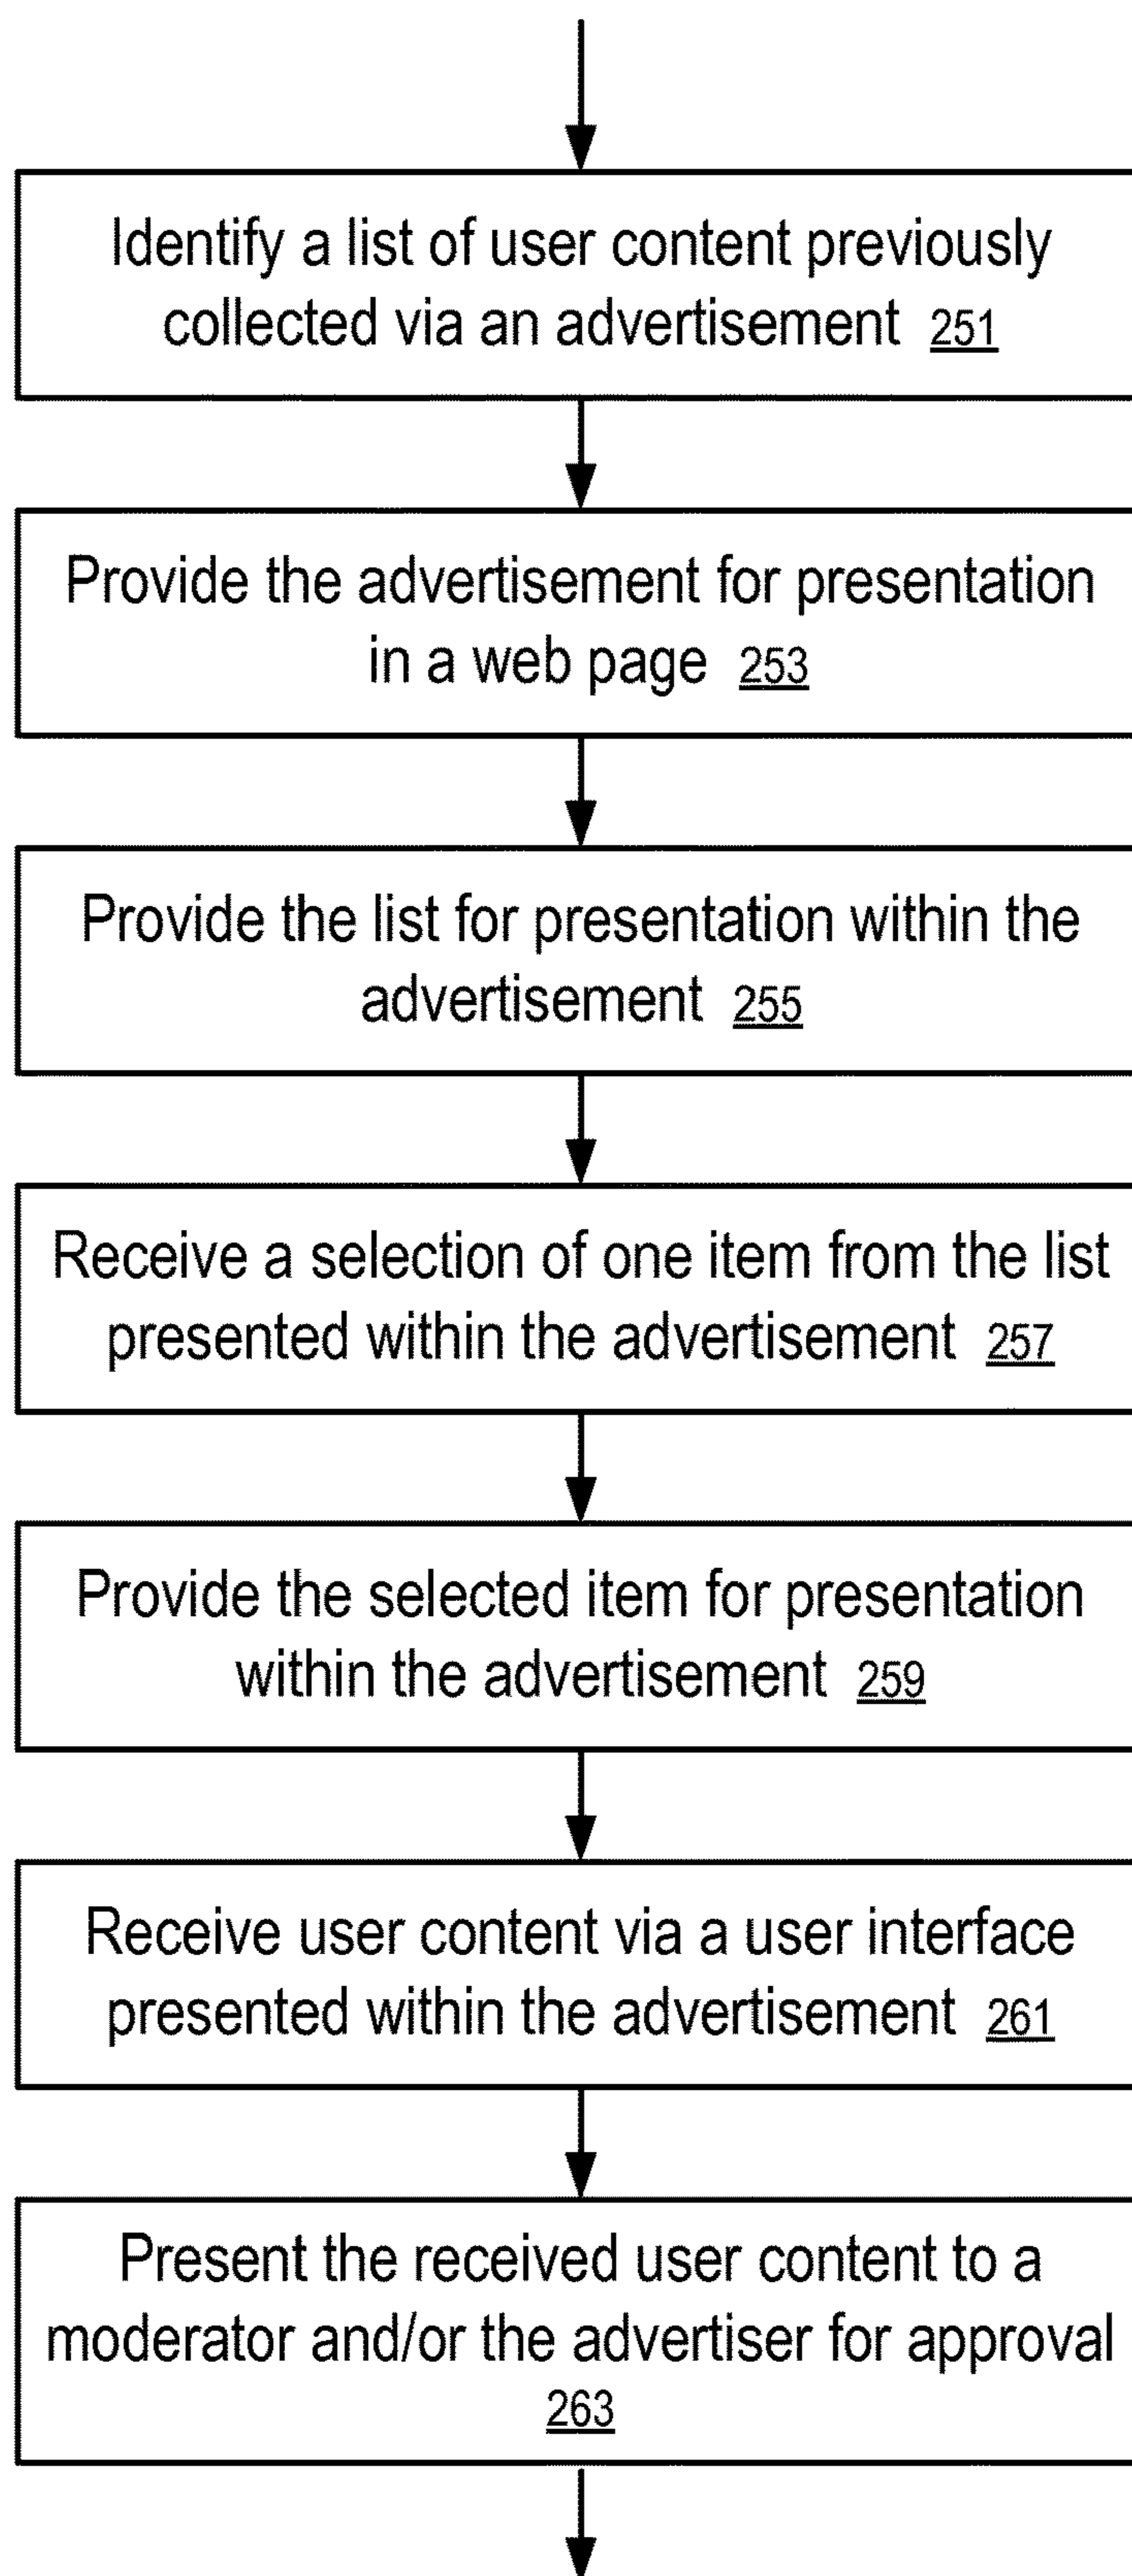 Identify a list of user content previously
collected via an advertisement 251
Provide the advertisement for presentation
in a web page 253
Provide the list for presentation within the
advertisement 255
Receive a selection of one item from the list
presented within the advertisement 257
Provide the selected item for presentation
within the advertisement 259
Receive user content via a user interface
presented within the advertisement 261
Present the received user content to a
moderator and/or the advertiser for approval
263